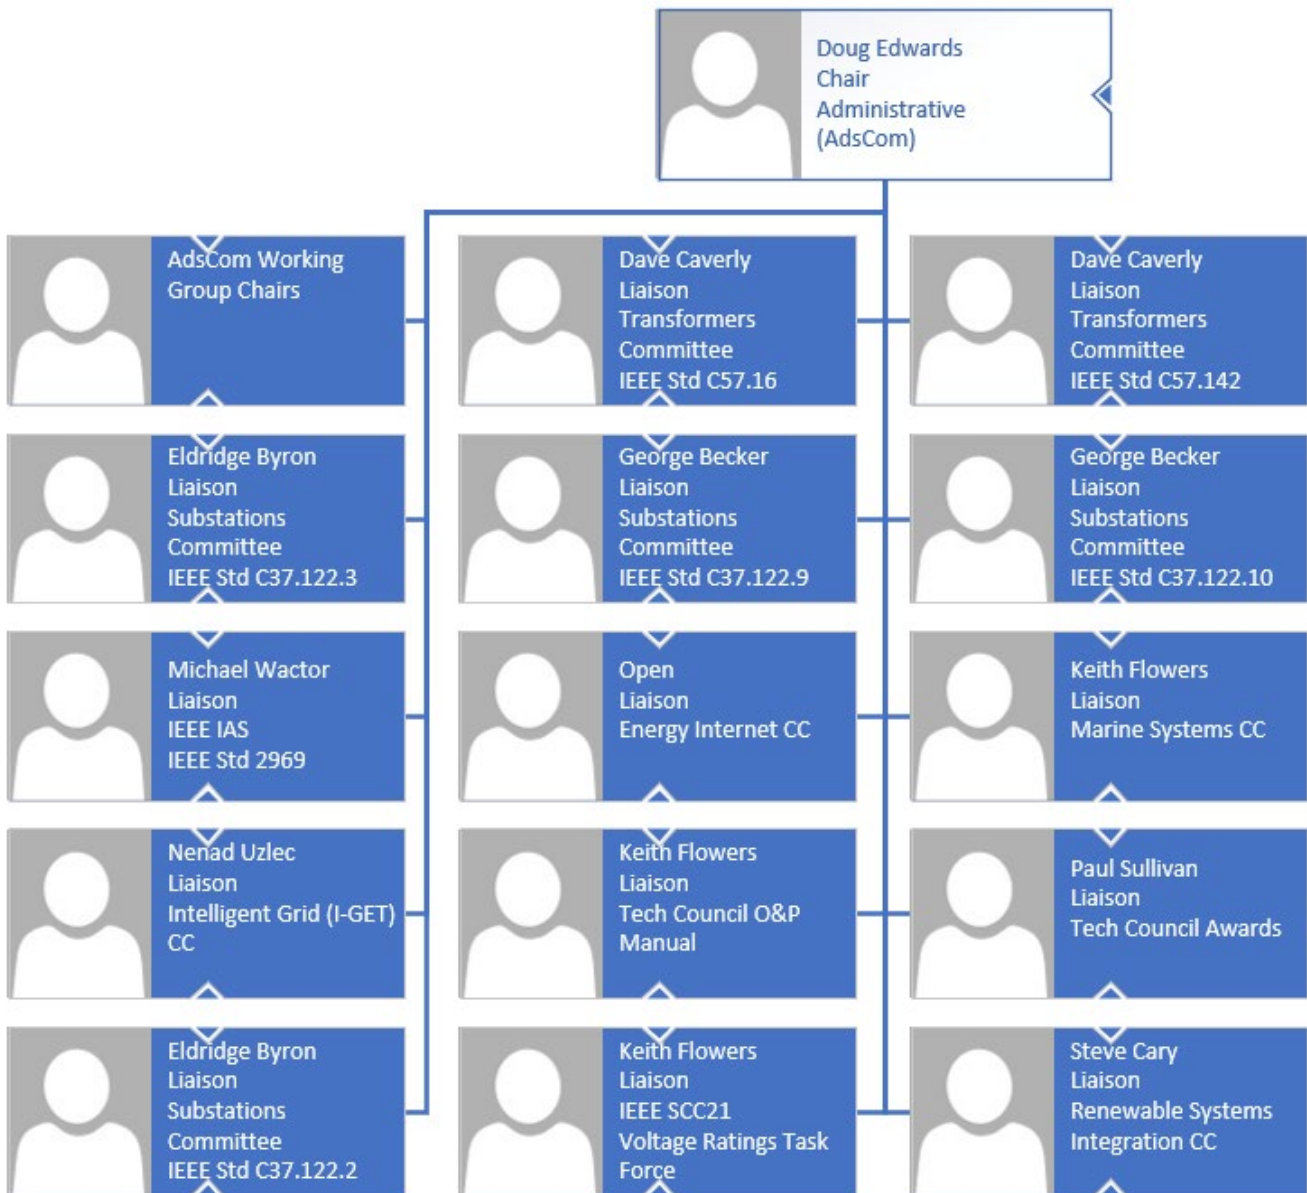 Doug Edwards
Chair
Administrative
(AdsCom)
AdsCom Working
Group Chairs
Dave Caverly
Liaison
Transformers
Committee
IEEE Std C57.16
Dave Caverly
Liaison
Transformers
Committee
IEEE Std C57.142
Eldridge Byron
Liaison
Substations
Committee
IEEE Std C37.122.3
George Becker
Liaison
Substations
Committee
IEEE Std C37.122.9
George Becker
Liaison
Substations
Committee
IEEE Std C37.122.10
Michael Wactor
Liaison
IEEE IAS
IEEE Std 2969
Open
Liaison
Energy Internet CC
Keith Flowers
Liaison
Marine Systems CC
Nenad Uzlec
Liaison
Intelligent Grid (I-GET)
CC
Keith Flowers
Liaison
Tech Council O&P
Manual
Paul Sullivan
Liaison
Tech Council Awards
Eldridge Byron
Liaison
Substations
Committee
IEEE Std C37.122.2
Keith Flowers
Liaison
IEEE SCC21
Voltage Ratings Task
Force
Steve Cary
Liaison
Renewable Systems
Integration CC